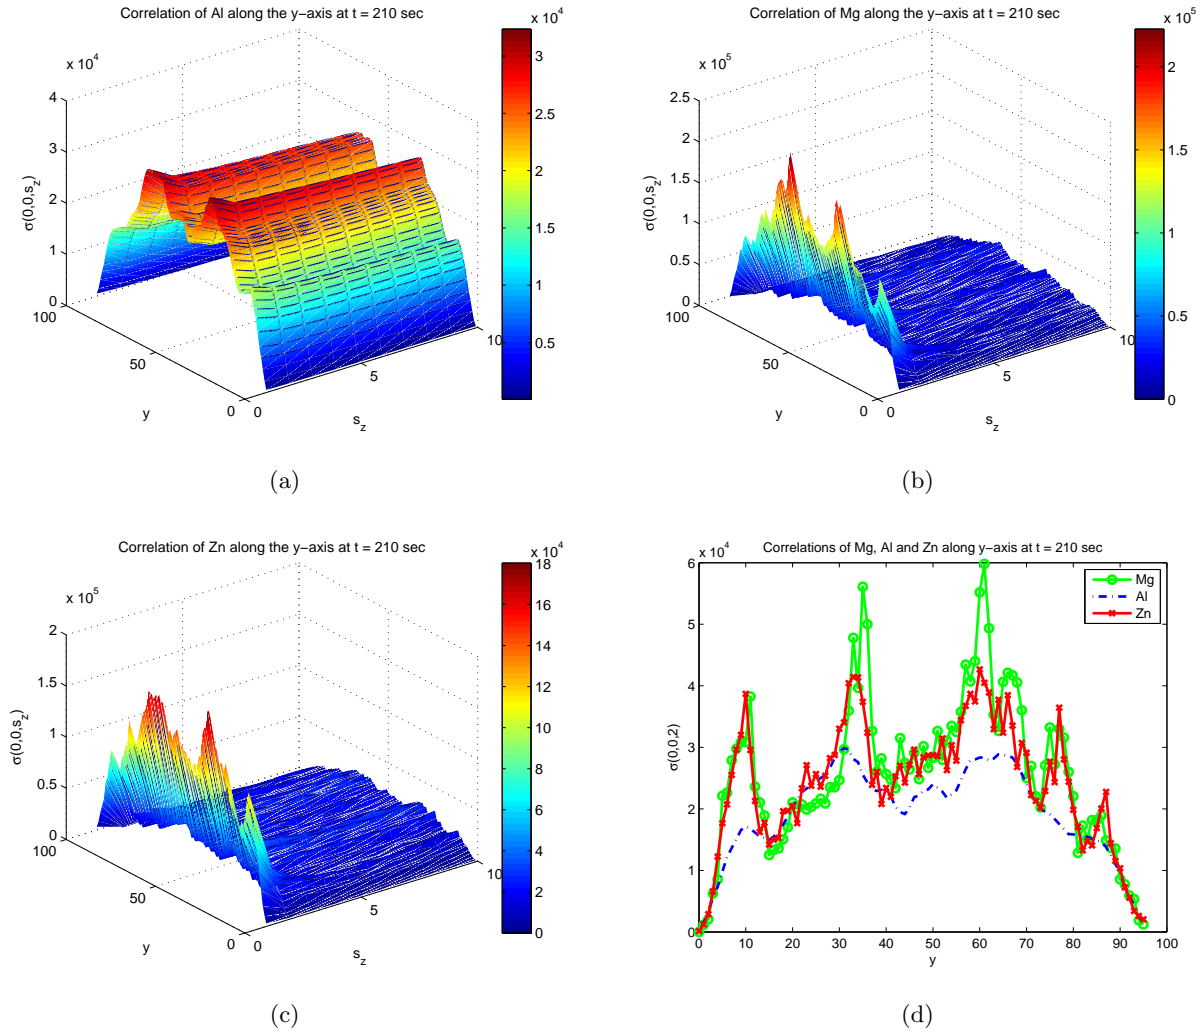 Correlation of Al along the y−axis at t = 210 sec
x 10^4
x 10^4
4
3
2
1
0
σ(0,0,s_z)
100
50
0
y
0
5
10
s_z
3
2.5
2
1.5
1
0.5
(a)
Correlation of Mg along the y−axis at t = 210 sec
x 10^5
x 10^5
2.5
2
1.5
1
0.5
0
σ(0,0,s_z)
100
50
0
y
0
5
10
s_z
2
1.5
1
0.5
0
(b)
Correlation of Zn along the y−axis at t = 210 sec
x 10^4
x 10^5
2
1.5
1
0.5
0
σ(0,0,s_z)
100
50
0
y
0
5
10
s_z
18
16
14
12
10
8
6
4
2
0
(c)
Correlations of Mg, Al and Zn along y−axis at t = 210 sec
x 10^4
6
5
4
3
2
1
0
σ(0,0,2)
Mg
Al
Zn
0 10 20 30 40 50 60 70 80 90 100
y
(d)